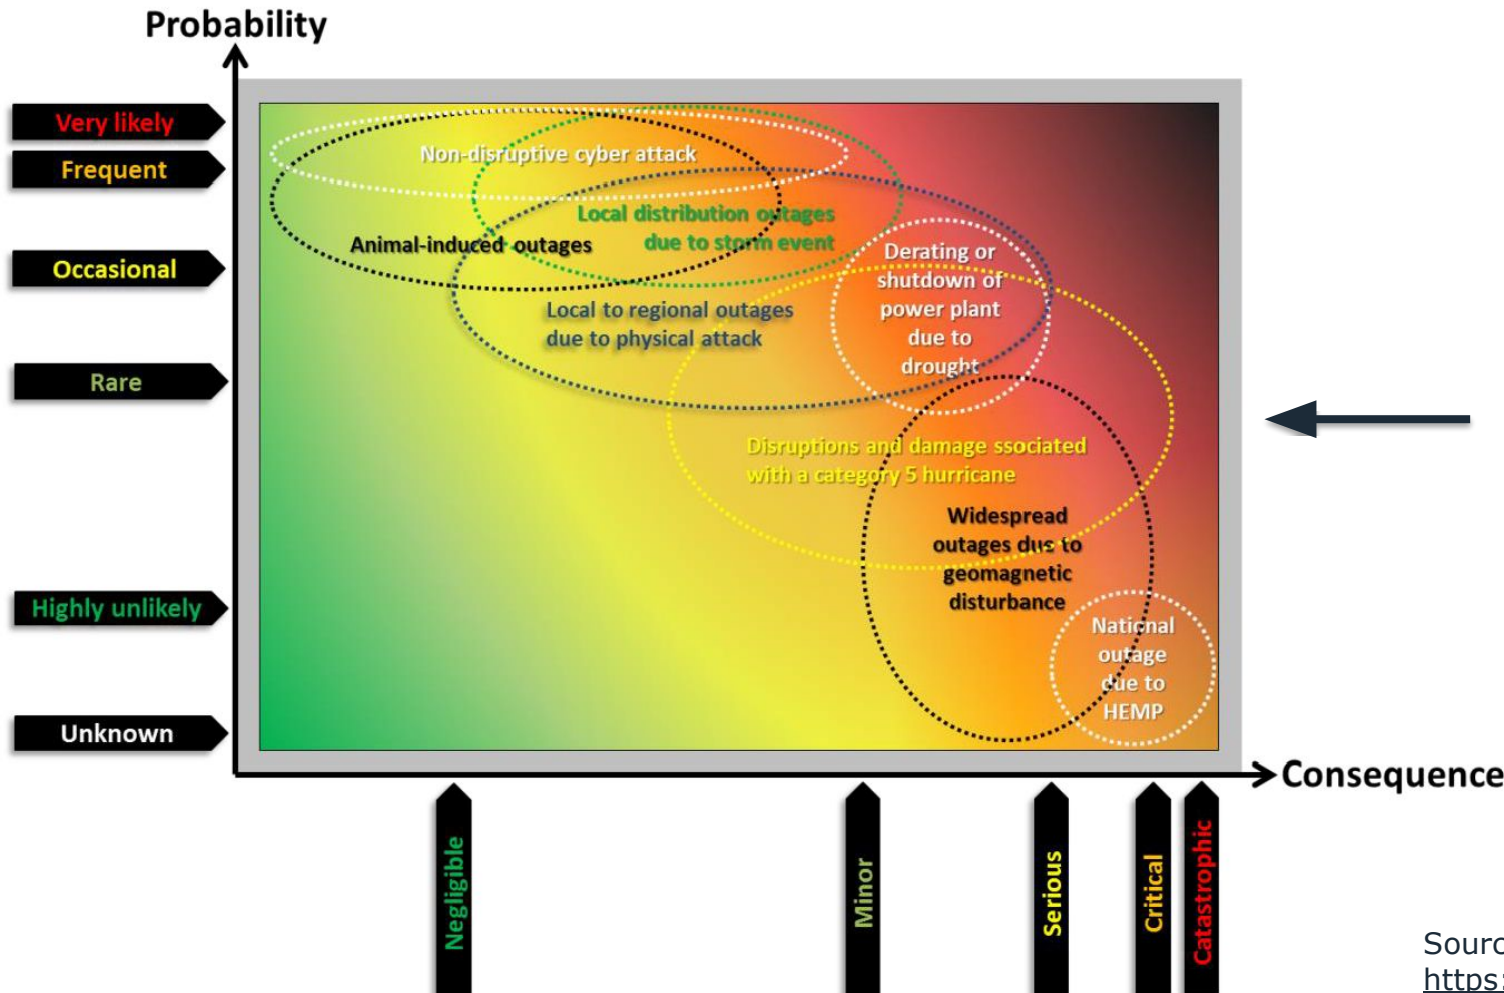 Probability
Very likely
Frequent
Occasional
Rare
Highly unlikely
Unknown
Non-disruptive cyber attack
Local distribution outages
due to storm event
Animal-induced outages
Derating or
shutdown of
power plant
due to
drought
Local to regional outages
due to physical attack
Disruptions and damage ssociated
with a category 5 hurricane
Widespread
outages dus to
geomagnetic
disturbance
National
outage
due to
HEMP
Consequence
Negligible
Minor
Serious
Critical
Catastrophic
Sourc
https: